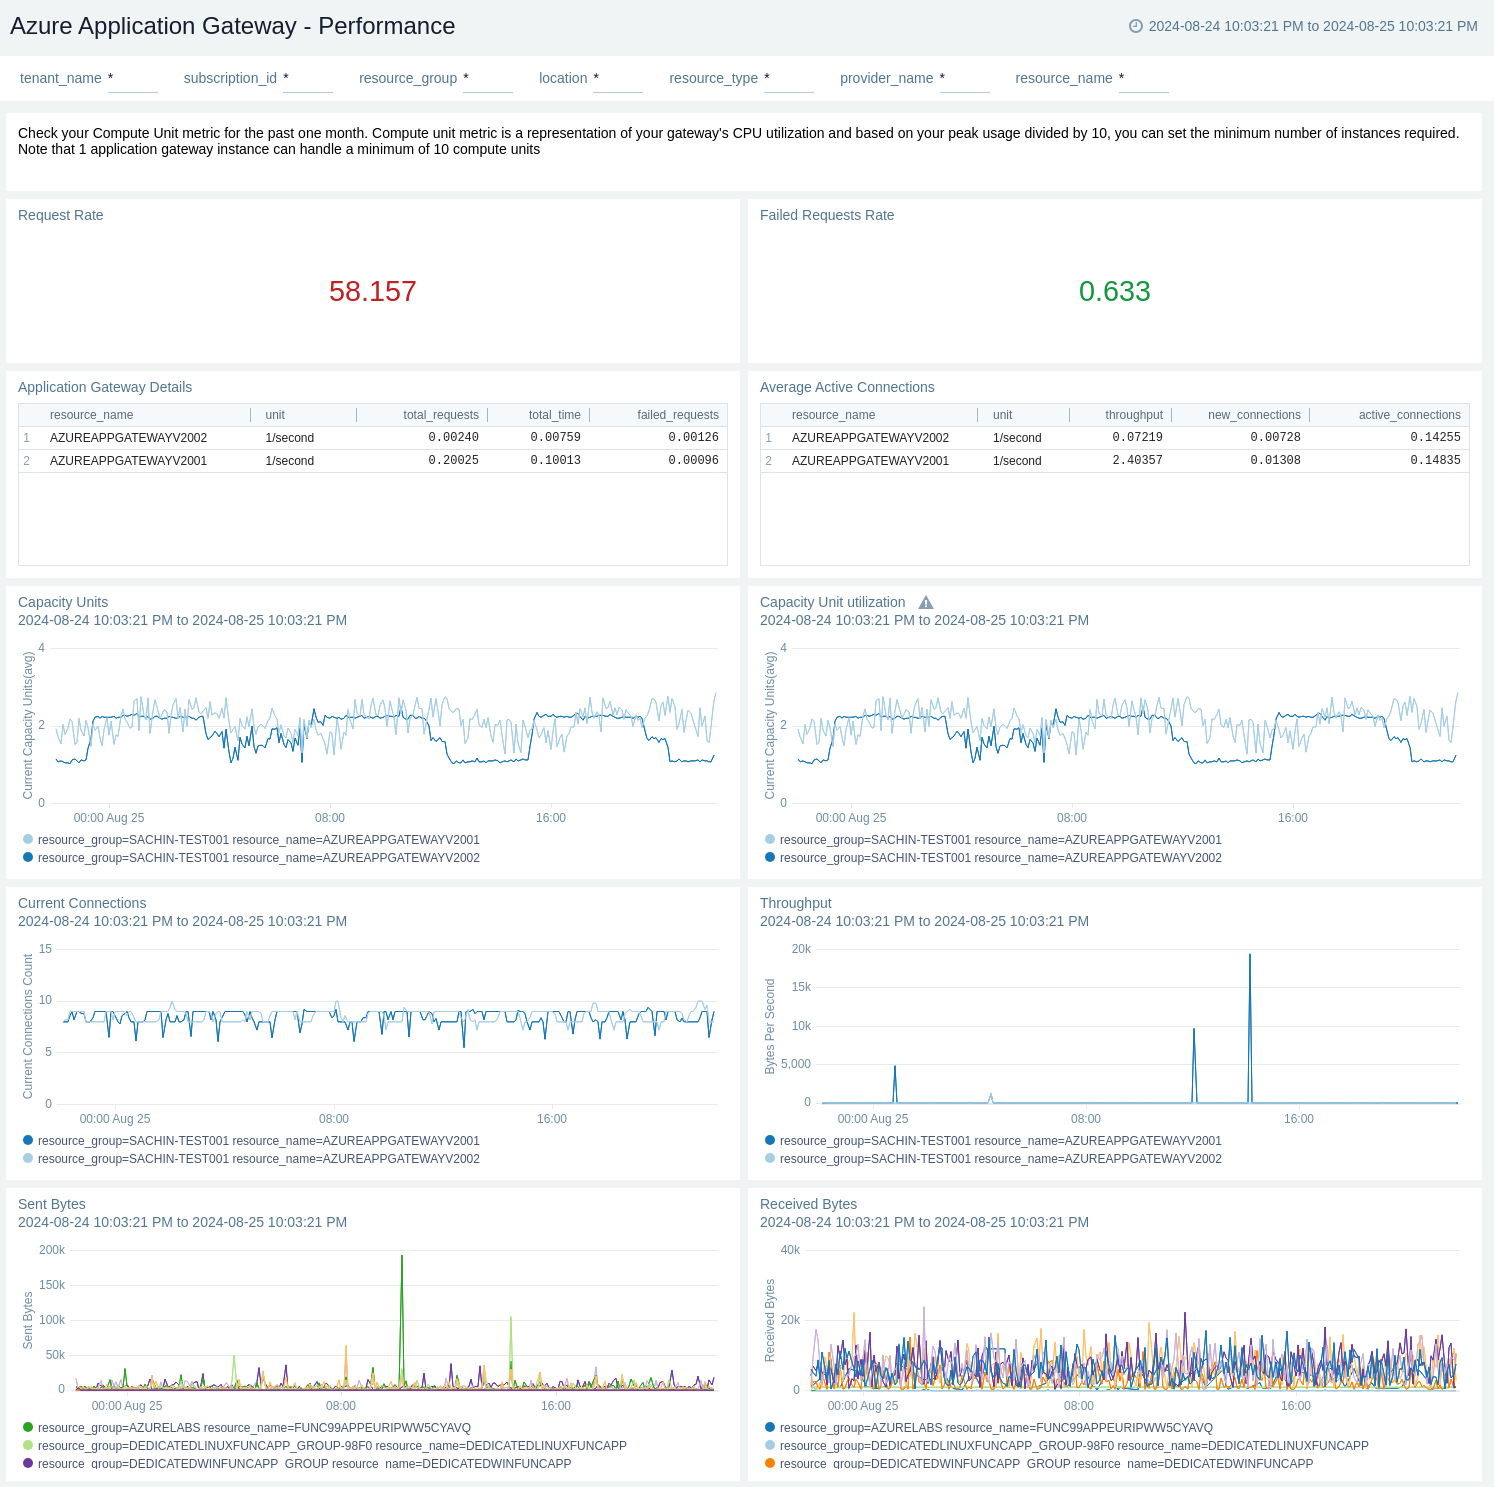 Azure Application Gateway - Performance
2024-08-24 10:03:21 PM to 2024-08-25 10:03:21 PM
tenant_name * subscription_id * resource_group * location * resource_type * provider_name * resource_name *
Check your Compute Unit metric for the past one month. Compute unit metric is a representation of your gateway's CPU utilization and based on your peak usage divided by 10, you can set the minimum number of instances required.
Note that 1 application gateway instance can handle a minimum of 10 compute units
Request Rate
58.157
Failed Requests Rate
0.633
Application Gateway Details
resource_name unit total_requests total_time failed_requests
1 AZUREAPPGATEWAYV2002 1/second 0.00240 0.00759 0.00126
2 AZUREAPPGATEWAYV2001 1/second 0.20025 0.10013 0.00096
Average Active Connections
resource_name unit throughput new_connections active_connections
1 AZUREAPPGATEWAYV2002 1/second 0.07219 0.00728 0.14255
2 AZUREAPPGATEWAYV2001 1/second 2.40357 0.01308 0.14835
Capacity Units
2024-08-24 10:03:21 PM to 2024-08-25 10:03:21 PM
Current Capacity Units(avg)
4
2
0
00:00 Aug 25 08:00 16:00
resource_group=SACHIN-TEST001 resource_name=AZUREAPPGATEWAYV2001
resource_group=SACHIN-TEST001 resource_name=AZUREAPPGATEWAYV2002
Capacity Unit utilization
2024-08-24 10:03:21 PM to 2024-08-25 10:03:21 PM
Current Capacity Units(avg)
4
2
0
00:00 Aug 25 08:00 16:00
resource_group=SACHIN-TEST001 resource_name=AZUREAPPGATEWAYV2001
resource_group=SACHIN-TEST001 resource_name=AZUREAPPGATEWAYV2002
Current Connections
2024-08-24 10:03:21 PM to 2024-08-25 10:03:21 PM
Current Connections Count
15
10
5
0
00:00 Aug 25 08:00 16:00
resource_group=SACHIN-TEST001 resource_name=AZUREAPPGATEWAYV2001
resource_group=SACHIN-TEST001 resource_name=AZUREAPPGATEWAYV2002
Throughput
2024-08-24 10:03:21 PM to 2024-08-25 10:03:21 PM
Bytes Per Second
20k
15k
10k
5,000
0
00:00 Aug 25 08:00 16:00
resource_group=SACHIN-TEST001 resource_name=AZUREAPPGATEWAYV2001
resource_group=SACHIN-TEST001 resource_name=AZUREAPPGATEWAYV2002
Sent Bytes
2024-08-24 10:03:21 PM to 2024-08-25 10:03:21 PM
Sent Bytes
200k
150k
100k
50k
0
00:00 Aug 25 08:00 16:00
resource_group=AZURELABS resource_name=FUNC99APPEURIPWW5CYAVQ
resource_group=DEDICATEDLINUXFUNCAPP_GROUP-98F0 resource_name=DEDICATEDLINUXFUNCAPP
resource_group=DEDICATEDWINFUNCAPP_GROUP resource_name=DEDICATEDWINFUNCAPP
Received Bytes
2024-08-24 10:03:21 PM to 2024-08-25 10:03:21 PM
Received Bytes
40k
20k
0
00:00 Aug 25 08:00 16:00
resource_group=AZURELABS resource_name=FUNC99APPEURIPWW5CYAVQ
resource_group=DEDICATEDLINUXFUNCAPP_GROUP-98F0 resource_name=DEDICATEDLINUXFUNCAPP
resource_group=DEDICATEDWINFUNCAPP_GROUP resource_name=DEDICATEDWINFUNCAPP